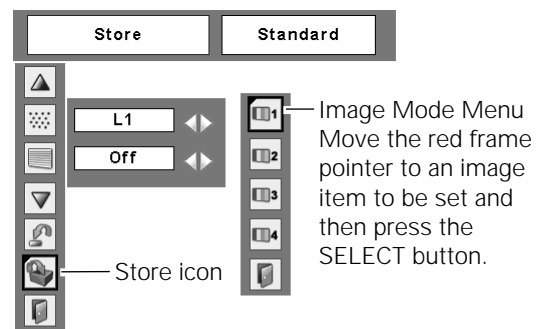 Store Standard
L1
Off
1
2
3
4
Image Mode Menu
Move the red frame
pointer to an image
item to be set and
then press the
SELECT button.
Store icon